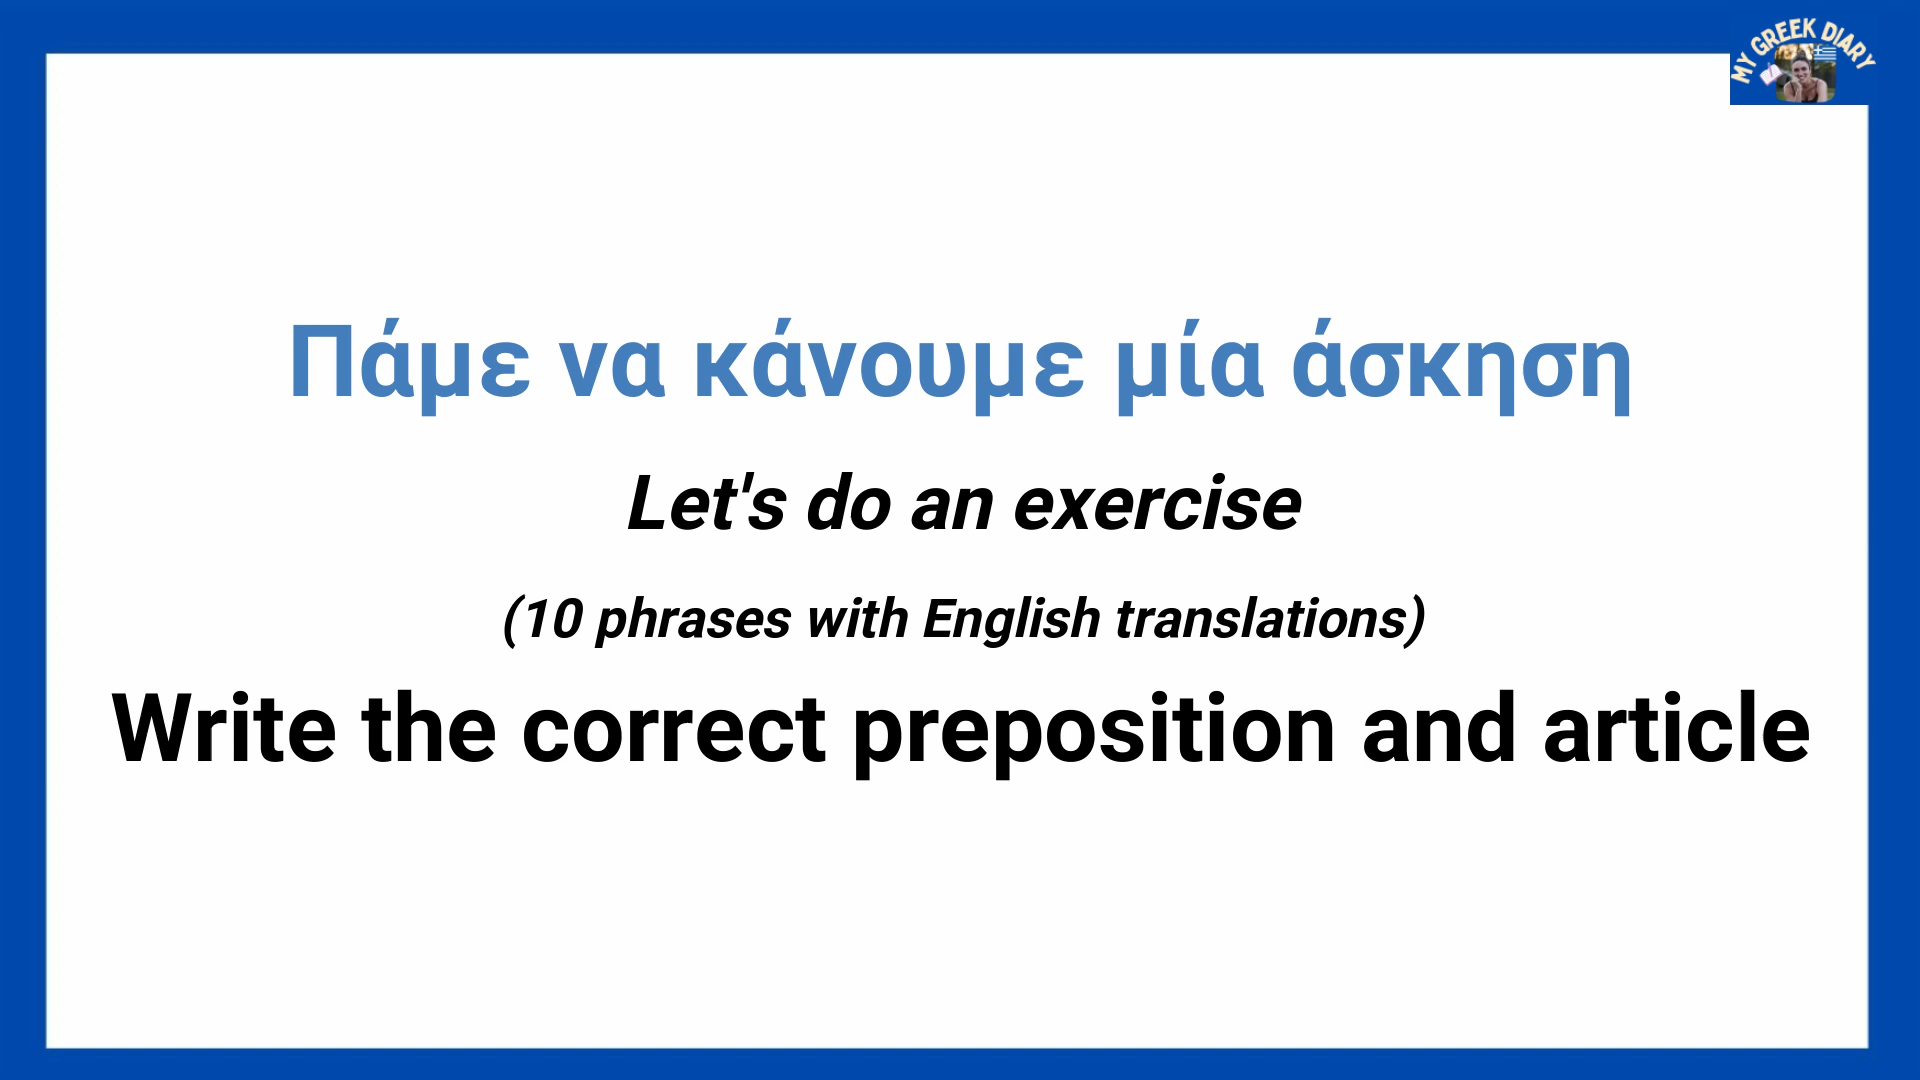 MY GREEK DIARY
Πάμε να κάνουμε μία άσκηση
Let's do an exercise
(10 phrases with English translations)
Write the correct preposition and article